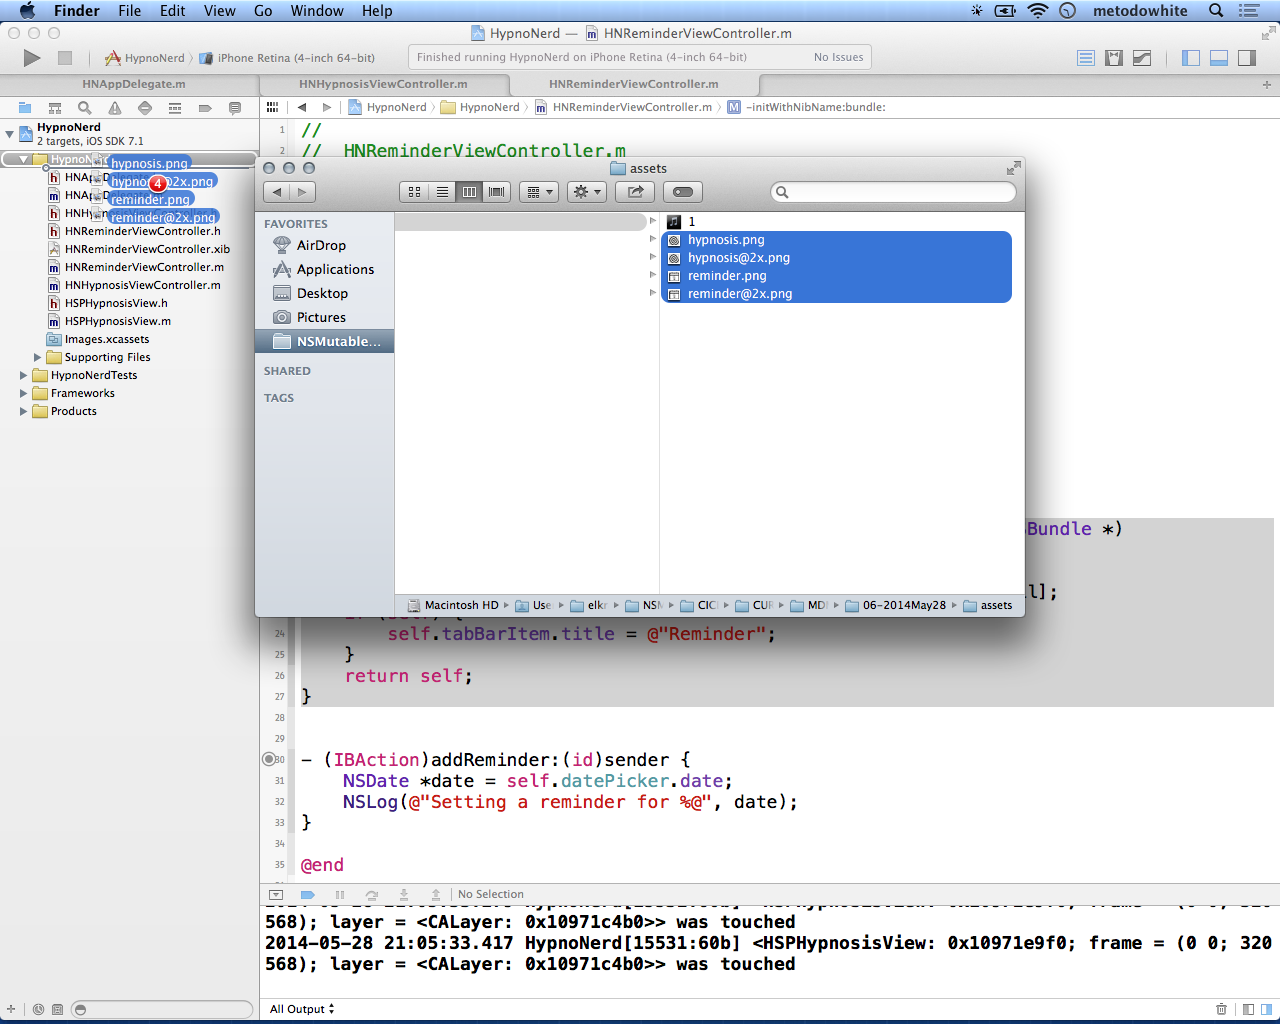 Finder File Edit View Go Window Help metodowhite
HypnoNerd — HNReminderViewController.m
HypnoNerd iPhone Retina (4-inch 64-bit) Finished running HypnoNerd on iPhone Retina (4-inch 64-bit) No Issues
HNAppDelegate.m HNHypnosisViewController.m HNReminderViewController.m
HypnoNerd HypnoNerd HNReminderViewController.m M -initWithNibName:bundle:
HypnoNerd
2 targets, iOS SDK 7.1
hypnosis.png
reminder.png
reminder@2x.png
4
h HNReminderViewController.h
HNReminderViewController.xib
m HNReminderViewController.m
m HNHypnosisViewController.m
h HSPHypnosisView.h
m HSPHypnosisView.m
Images.xcassets
Supporting Files
HypnoNerdTests
Frameworks
Products
1 //
2 // HNReminderViewController.m
assets
FAVORITES
AirDrop
Applications
Desktop
Pictures
NSMutable...
SHARED
TAGS
1
hypnosis.png
hypnosis@2x.png
reminder.png
reminder@2x.png
Macintosh HD Use elkr NSM CICI CUR MDI 06-2014May28 assets
Bundle *)
];
24 self.tabBarItem.title = @"Reminder";
25 }
26 return self;
27 }
28
29
30 - (IBAction)addReminder:(id)sender {
31 NSDate *date = self.datePicker.date;
32 NSLog(@"Setting a reminder for %@", date);
33 }
34
35 @end
No Selection
568); layer = <CALayer: 0x10971c4b0>> was touched
2014-05-28 21:05:33.417 HypnoNerd[15531:60b] <HSPHypnosisView: 0x10971e9f0; frame = (0 0; 320
568); layer = <CALayer: 0x10971c4b0>> was touched
All Output